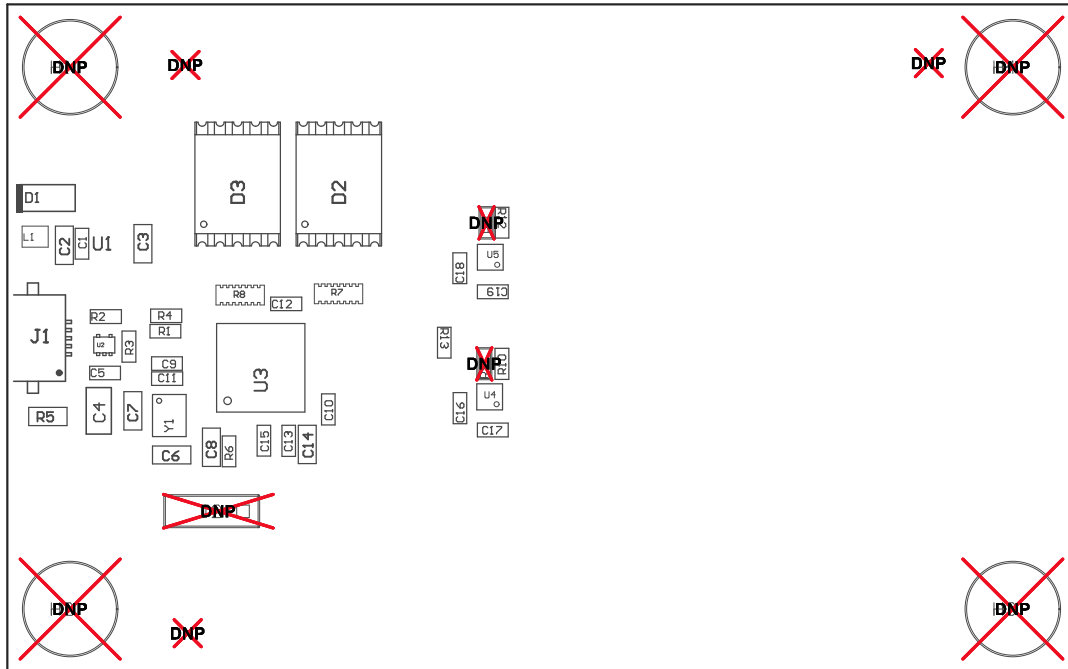 DNP
DNP
DNP
DNP
D3
D2
D1
L1
C2
C1
U1
C3
DNP
R12
U5
C18
C19
R8
R7
C12
J1
R2
R4
R1
U2
R3
R13
C5
C9
C11
DNP
R10
U3
U4
C4
C7
Y1
C10
C16
R5
C17
C6
C8
R6
C15
C13
C14
DNP
DNP
DNP
DNP